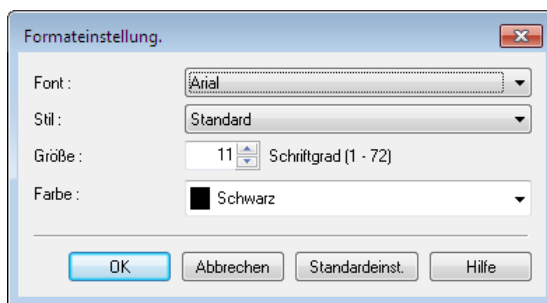 Formateinstellung.
Font : Arial
Stil : Standard
Größe : 11 Schriftgrad (1 - 72)
Farbe : Schwarz
OK Abbrechen Standardeinst. Hilfe